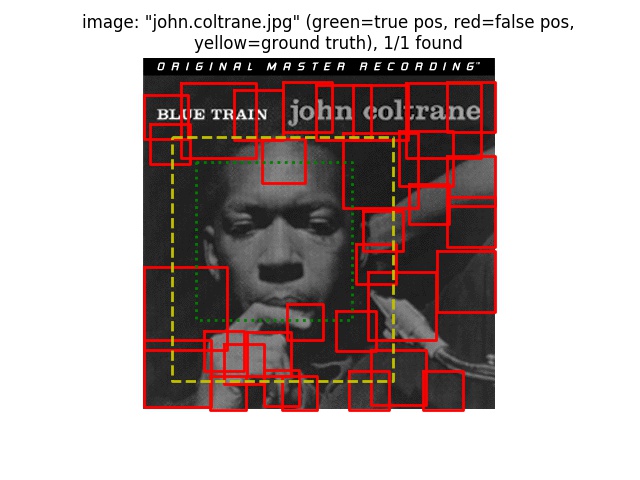 image: "john.coltrane.jpg" (green=true pos, red=false pos,
yellow=ground truth), 1/1 found
ORIGINAL MASTER RECORDING™
BLUE TRAIN john coltrane